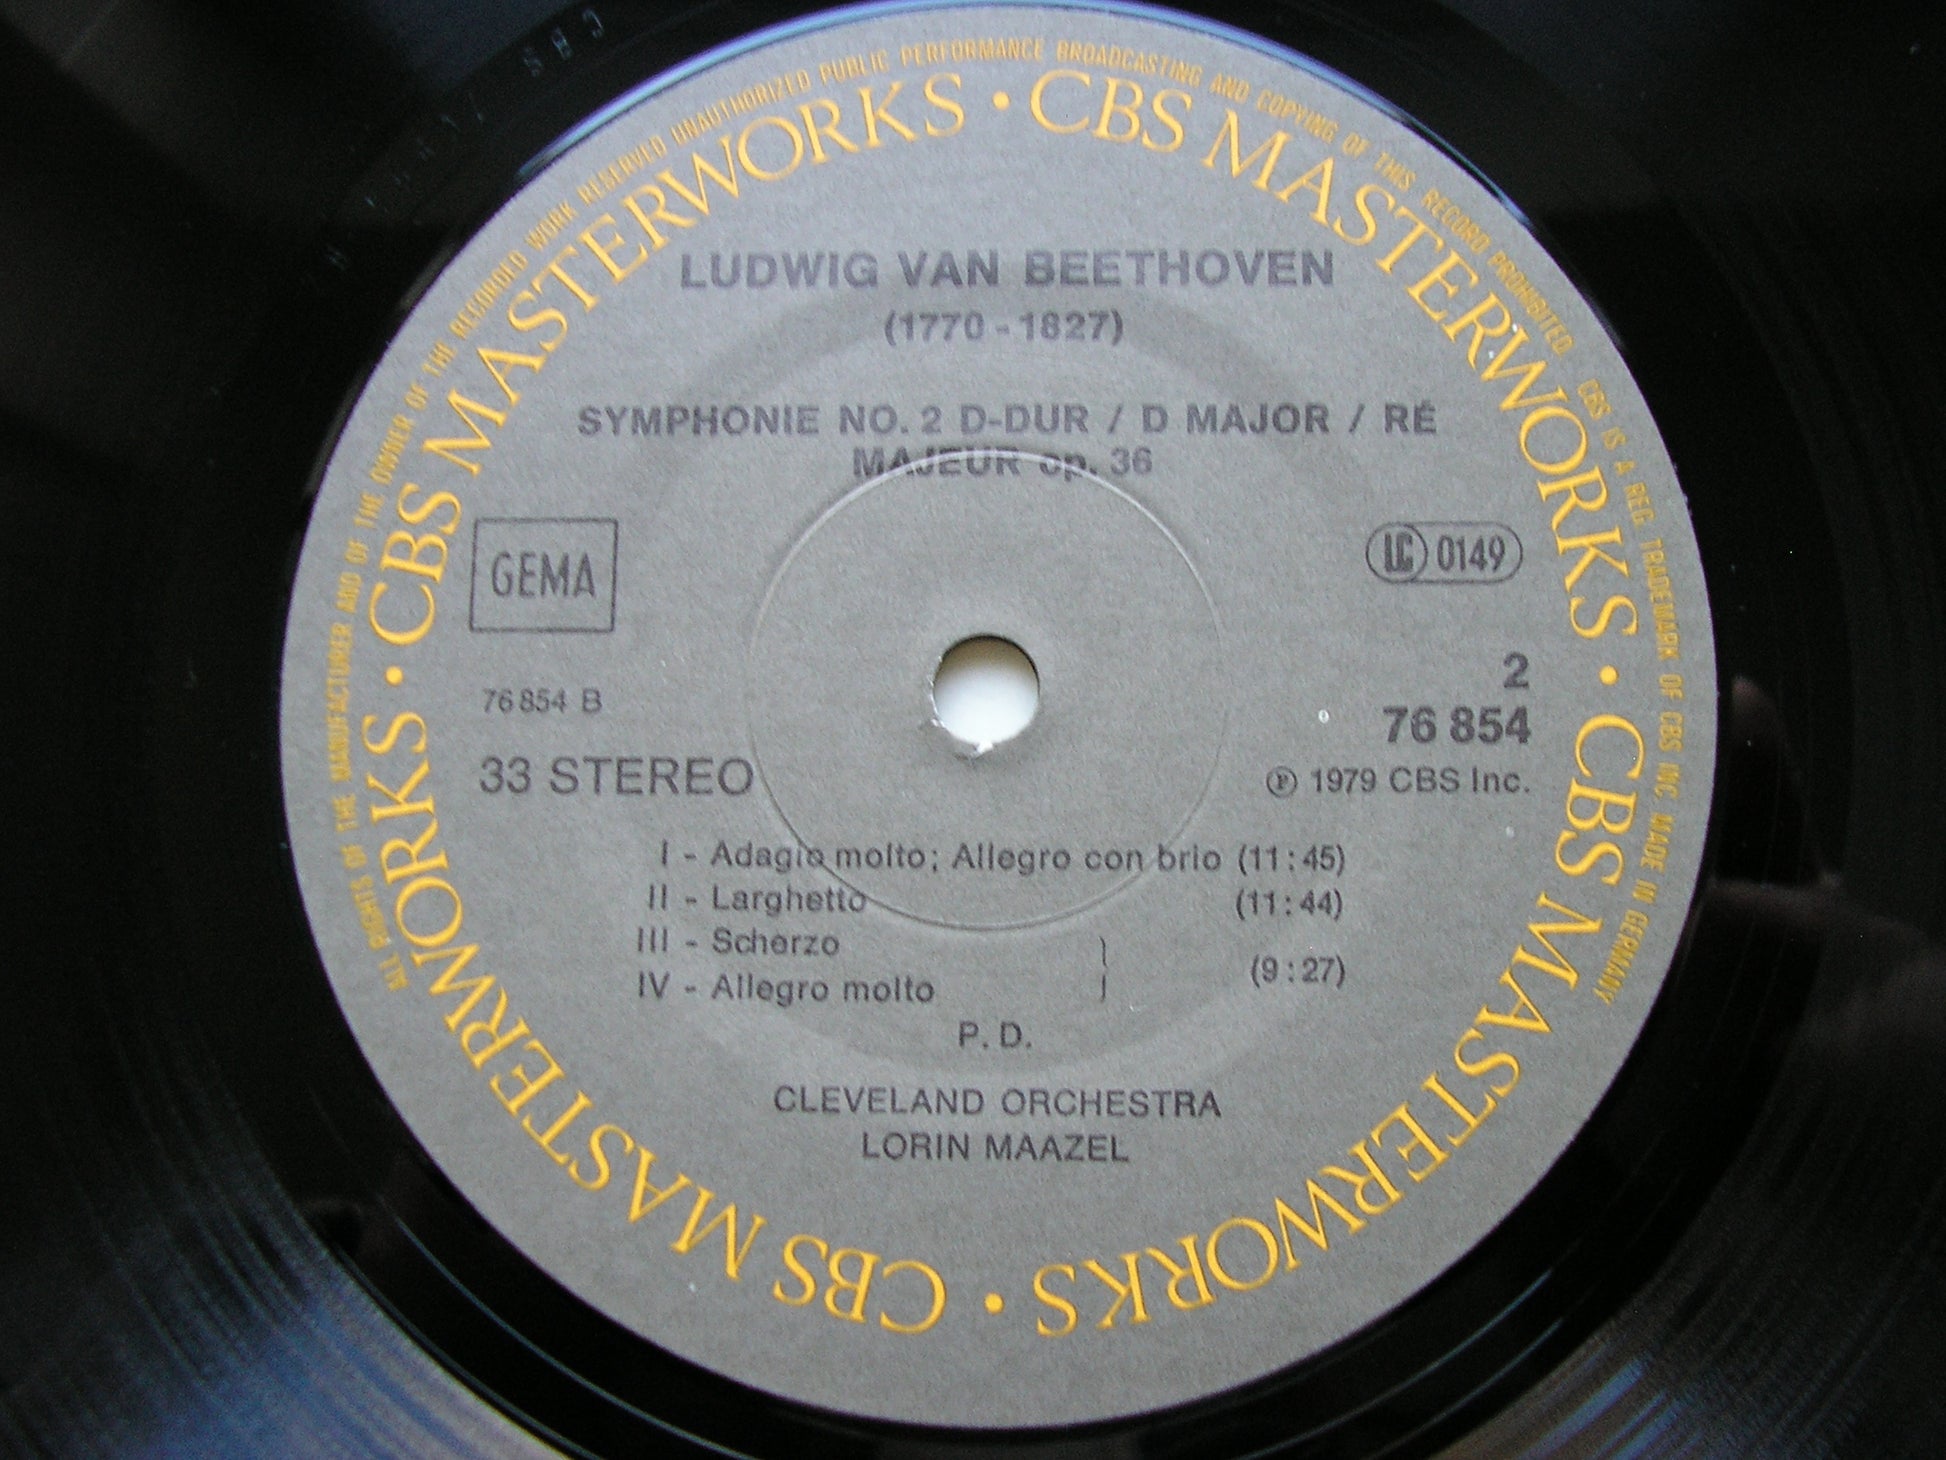 ALL RIGHTS OF THE MANUFACTURER AND OF THE OWNER OF THE RECORDED WORK RESERVED UNAUTHORIZED PUBLIC PERFORMANCE BROADCASTING AND COPYING OF THIS RECORD PROHIBITED. CBS IS A REG. TRADEMARK OF CBS INC. MADE IN GERMANY
CBS MASTERWORKS · CBS MASTERWORKS · CBS MASTERWORKS · CBS MASTERWORKS ·
LUDWIG VAN BEETHOVEN
(1770 - 1827)
SYMPHONIE NO. 2 D-DUR / D MAJOR / RÉ
MAJEUR op. 36
GEMA
LC 0149
2
76 854 B
76 854
33 STEREO
Ⓟ 1979 CBS Inc.
I - Adagio molto; Allegro con brio (11:45)
II - Larghetto (11:44)
III - Scherzo
IV - Allegro molto (9:27)
P. D.
CLEVELAND ORCHESTRA
LORIN MAAZEL